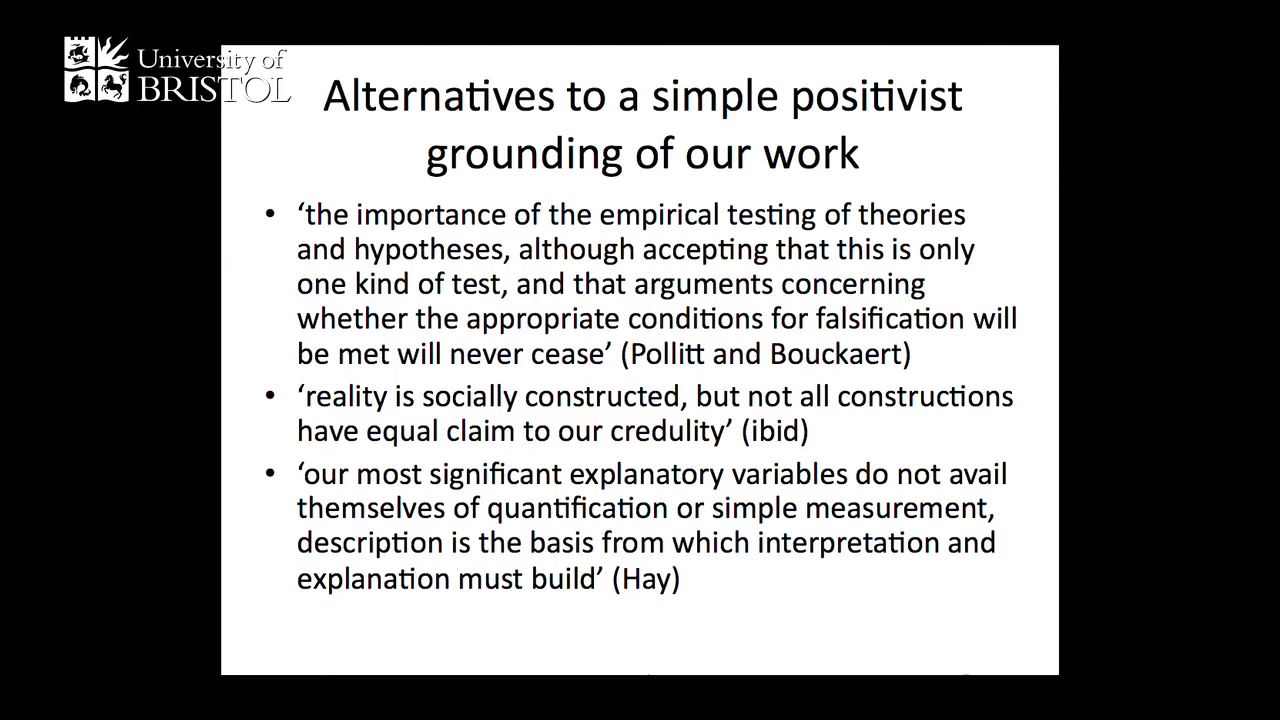 University of
BRISTOL
Alternatives to a simple positivist
grounding of our work
• ‘the importance of the empirical testing of theories
and hypotheses, although accepting that this is only
one kind of test, and that arguments concerning
whether the appropriate conditions for falsification will
be met will never cease’ (Pollitt and Bouckaert)
• ‘reality is socially constructed, but not all constructions
have equal claim to our credulity’ (ibid)
• ‘our most significant explanatory variables do not avail
themselves of quantification or simple measurement,
description is the basis from which interpretation and
explanation must build’ (Hay)